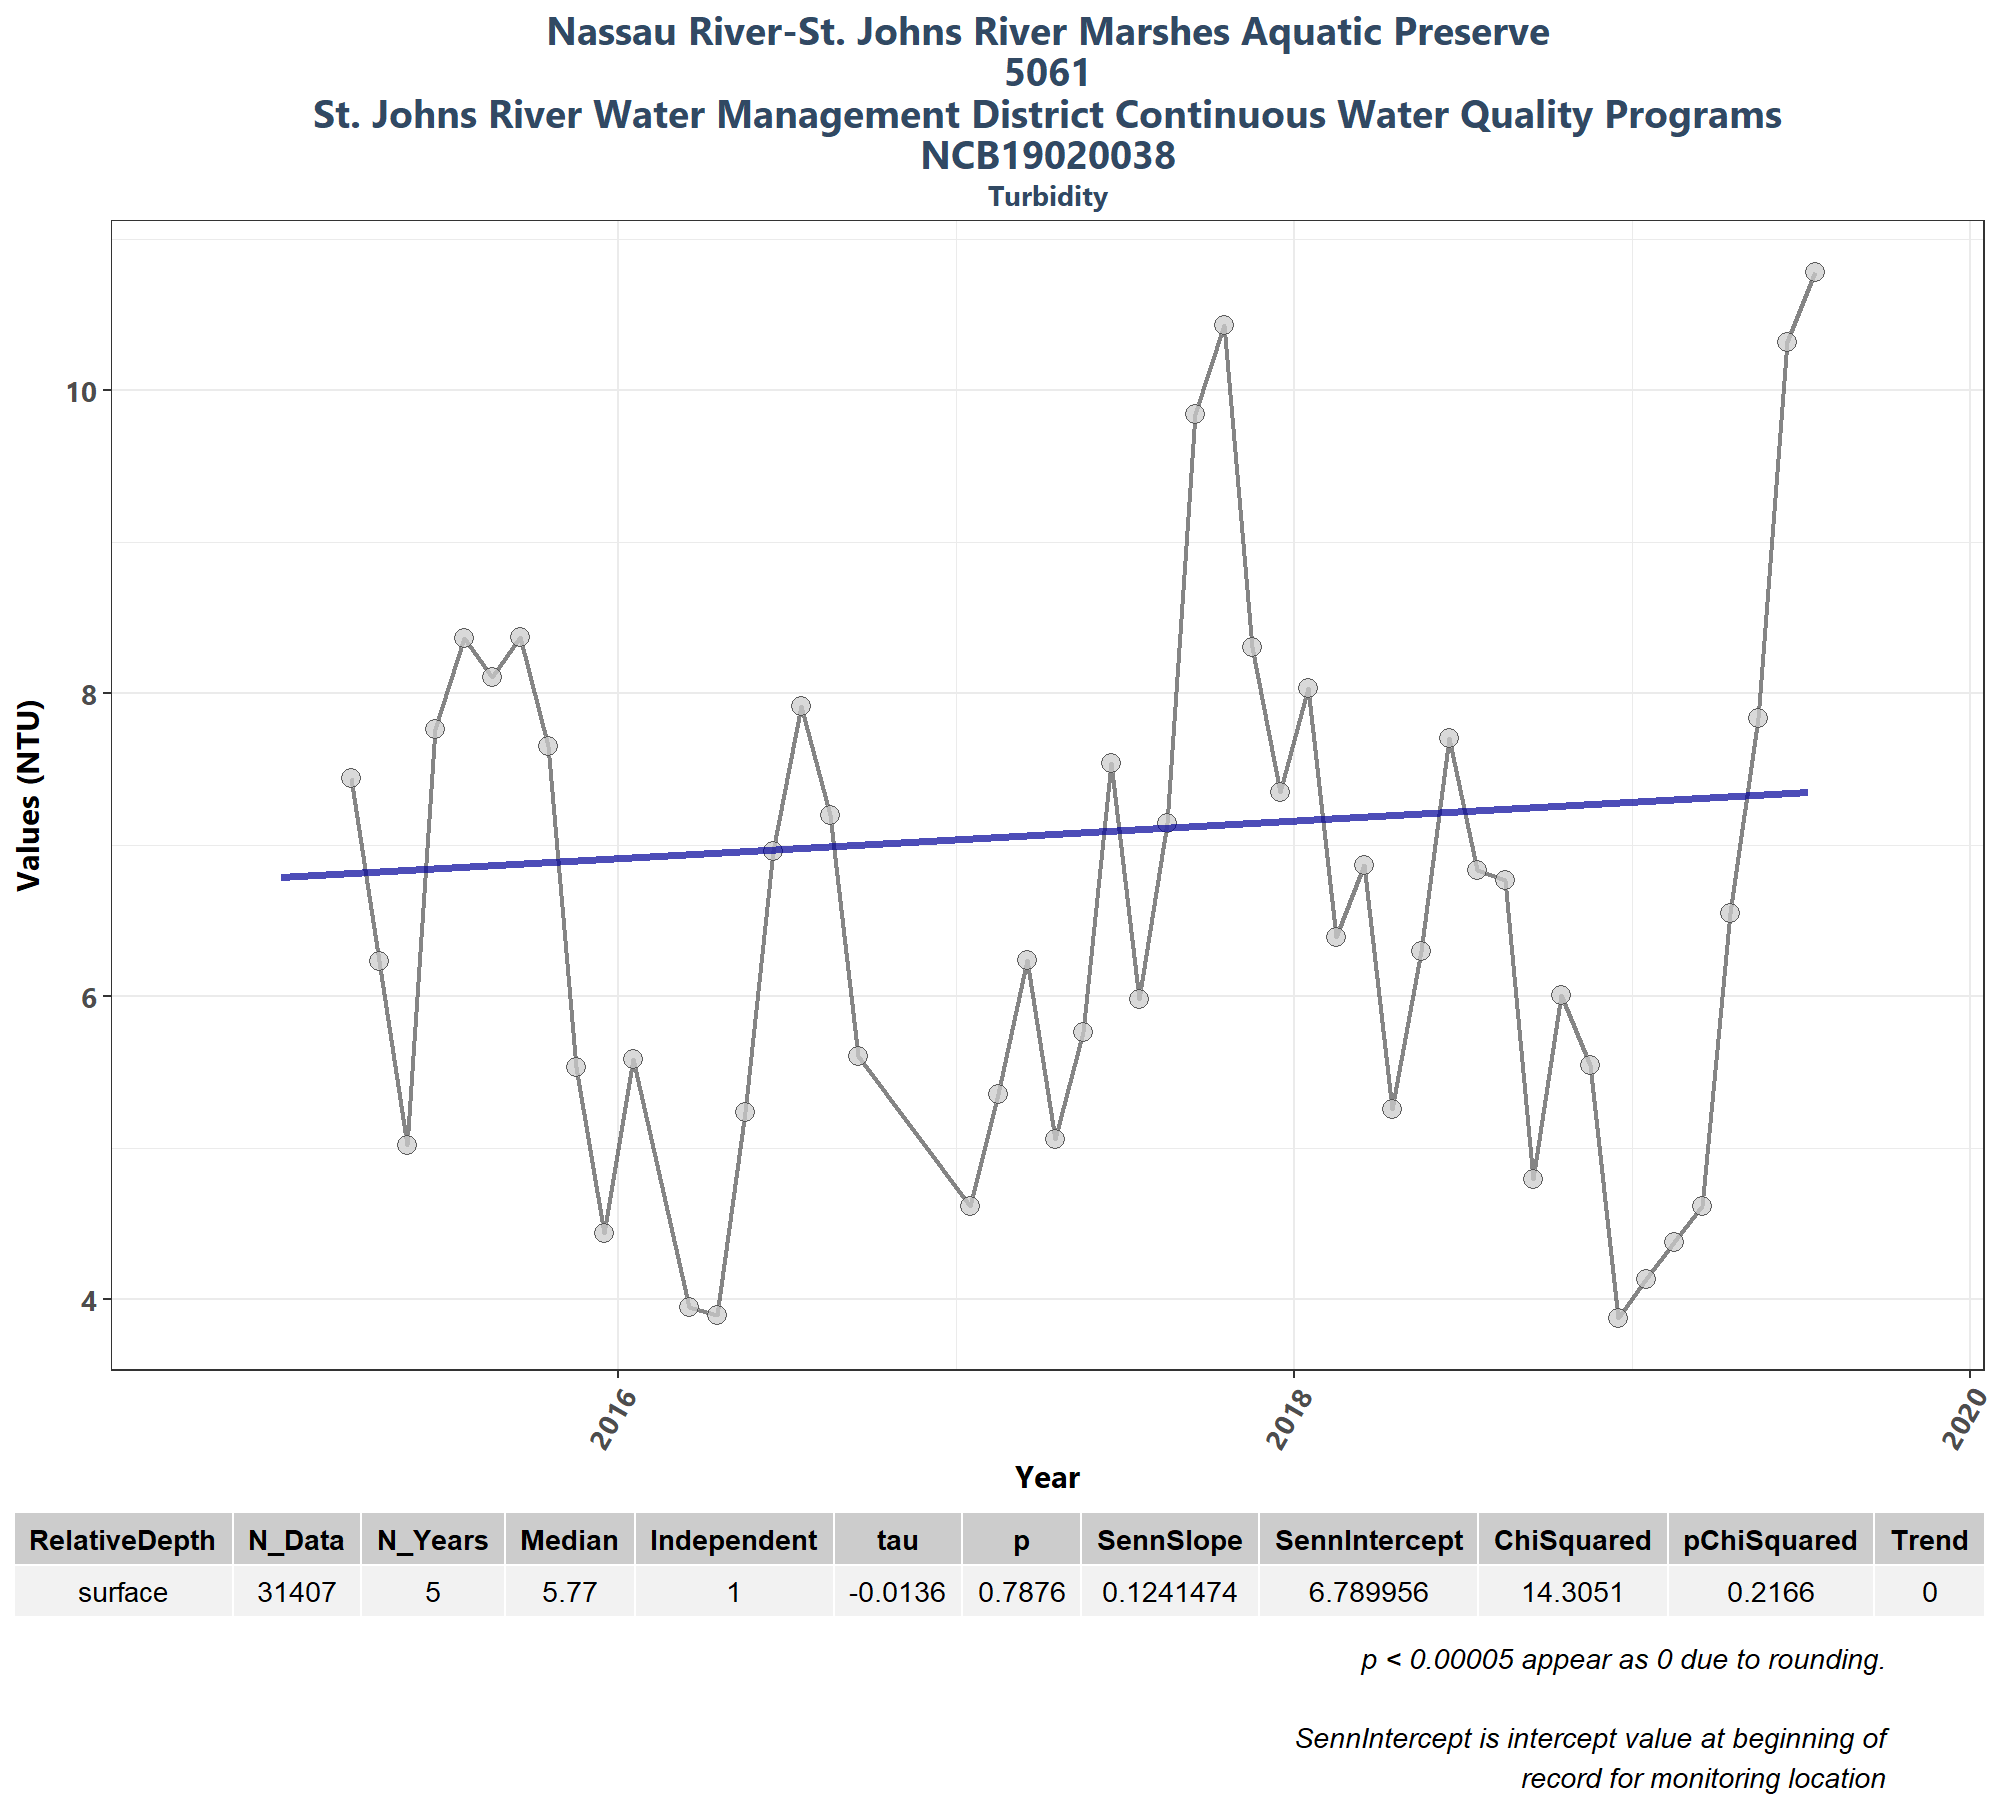 Nassau River-St. Johns River Marshes Aquatic Preserve
5061
St. Johns River Water Management District Continuous Water Quality Programs
NCB19020038
Turbidity
10
8
6
4
Values (NTU)
2016
2018
2020
Year
RelativeDepth N_Data N_Years Median Independent tau p SennSlope SennIntercept ChiSquared pChiSquared Trend
surface 31407 5 5.77 1 -0.0136 0.7876 0.1241474 6.789956 14.3051 0.2166 0
p < 0.00005 appear as 0 due to rounding.
SennIntercept is intercept value at beginning of
record for monitoring location